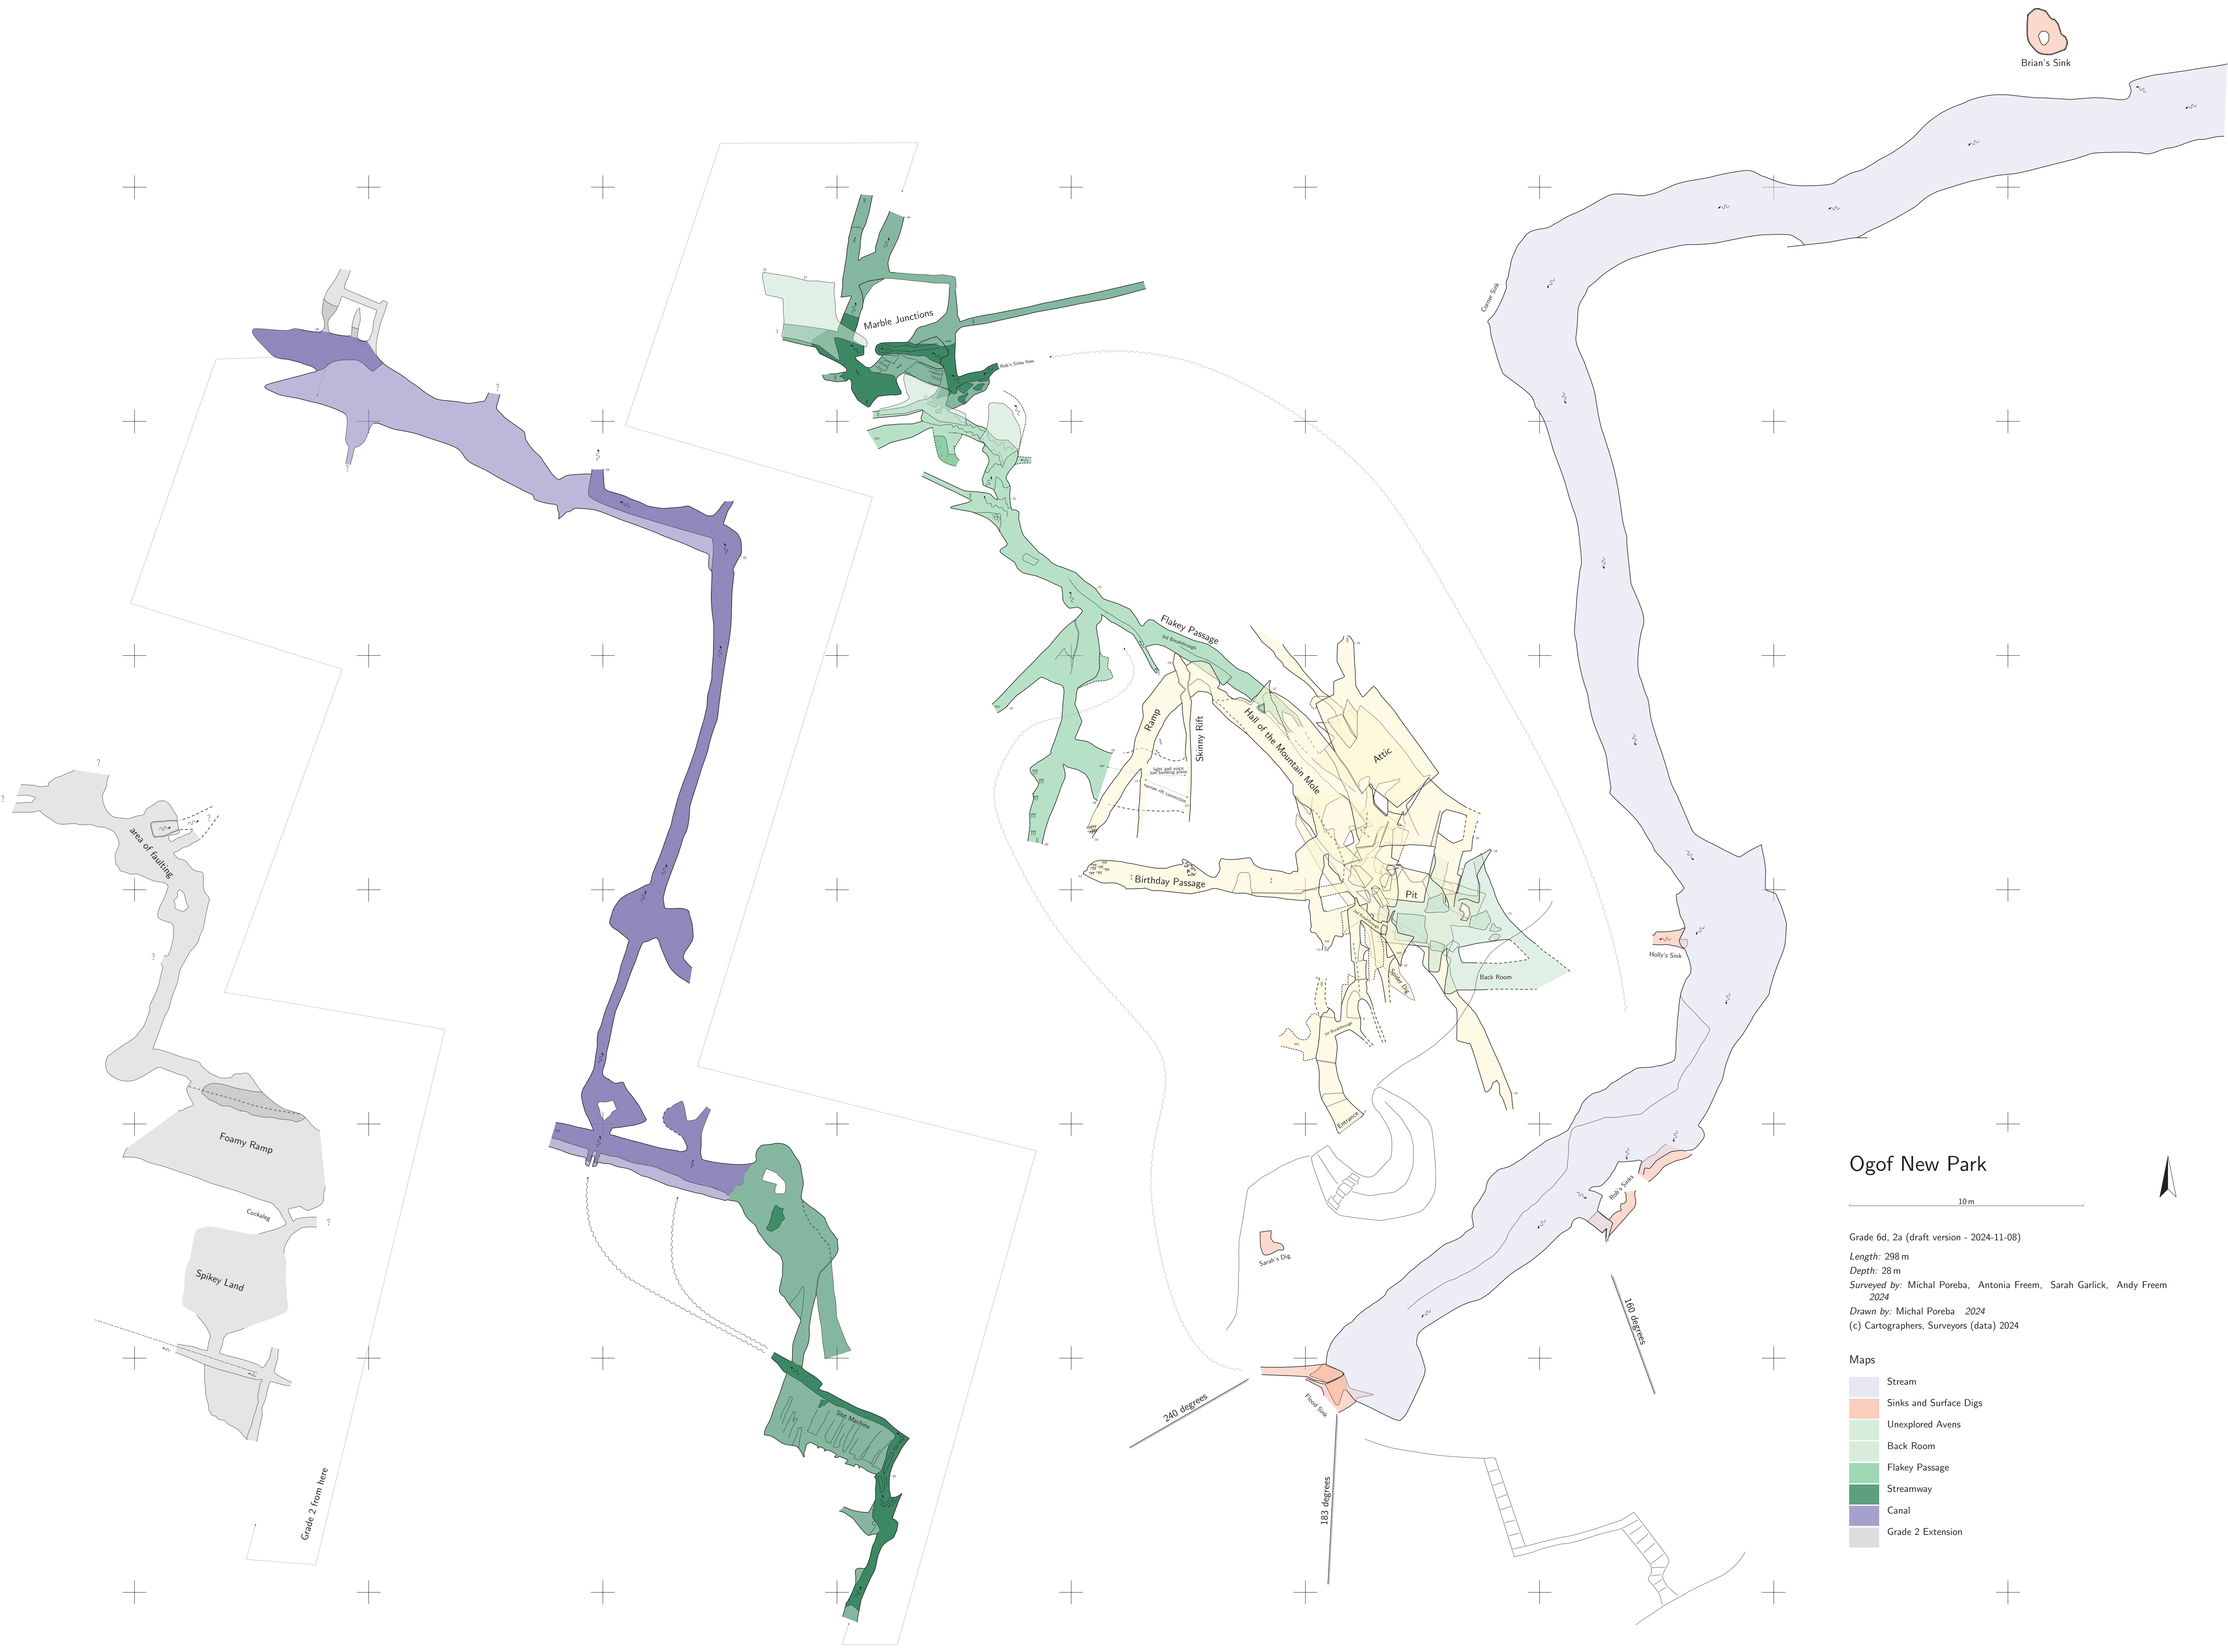 Brian's Sink
Corner Sink
Marble Junctions
Rob's Sinks flow
?
?
?
Flakey Passage
3rd Breakthrough
Ramp
Skinny Rift
Hall of the Mountain Mole
Attic
light and voice
low bedding plane
narrow rift connection
?
?
?
area of faulting
Birthday Passage
Pit
Holly's Sink
?
Spider Dig
Back Room
1st Breakthrough
Entrance
Foamy Ramp
Cockaleg
?
Spikey Land
Rob's Sinks
Sarah's Dig
160 degrees
240 degrees
Flood Sink
183 degrees
Slot Machine
Grade 2 from here
Ogof New Park
10 m
Grade 6d, 2a (draft version - 2024-11-08)
Length: 298 m
Depth: 28 m
Surveyed by: Michal Poreba, Antonia Freem, Sarah Garlick, Andy Freem
2024
Drawn by: Michal Poreba 2024
(c) Cartographers, Surveyors (data) 2024
Maps
Stream
Sinks and Surface Digs
Unexplored Avens
Back Room
Flakey Passage
Streamway
Canal
Grade 2 Extension